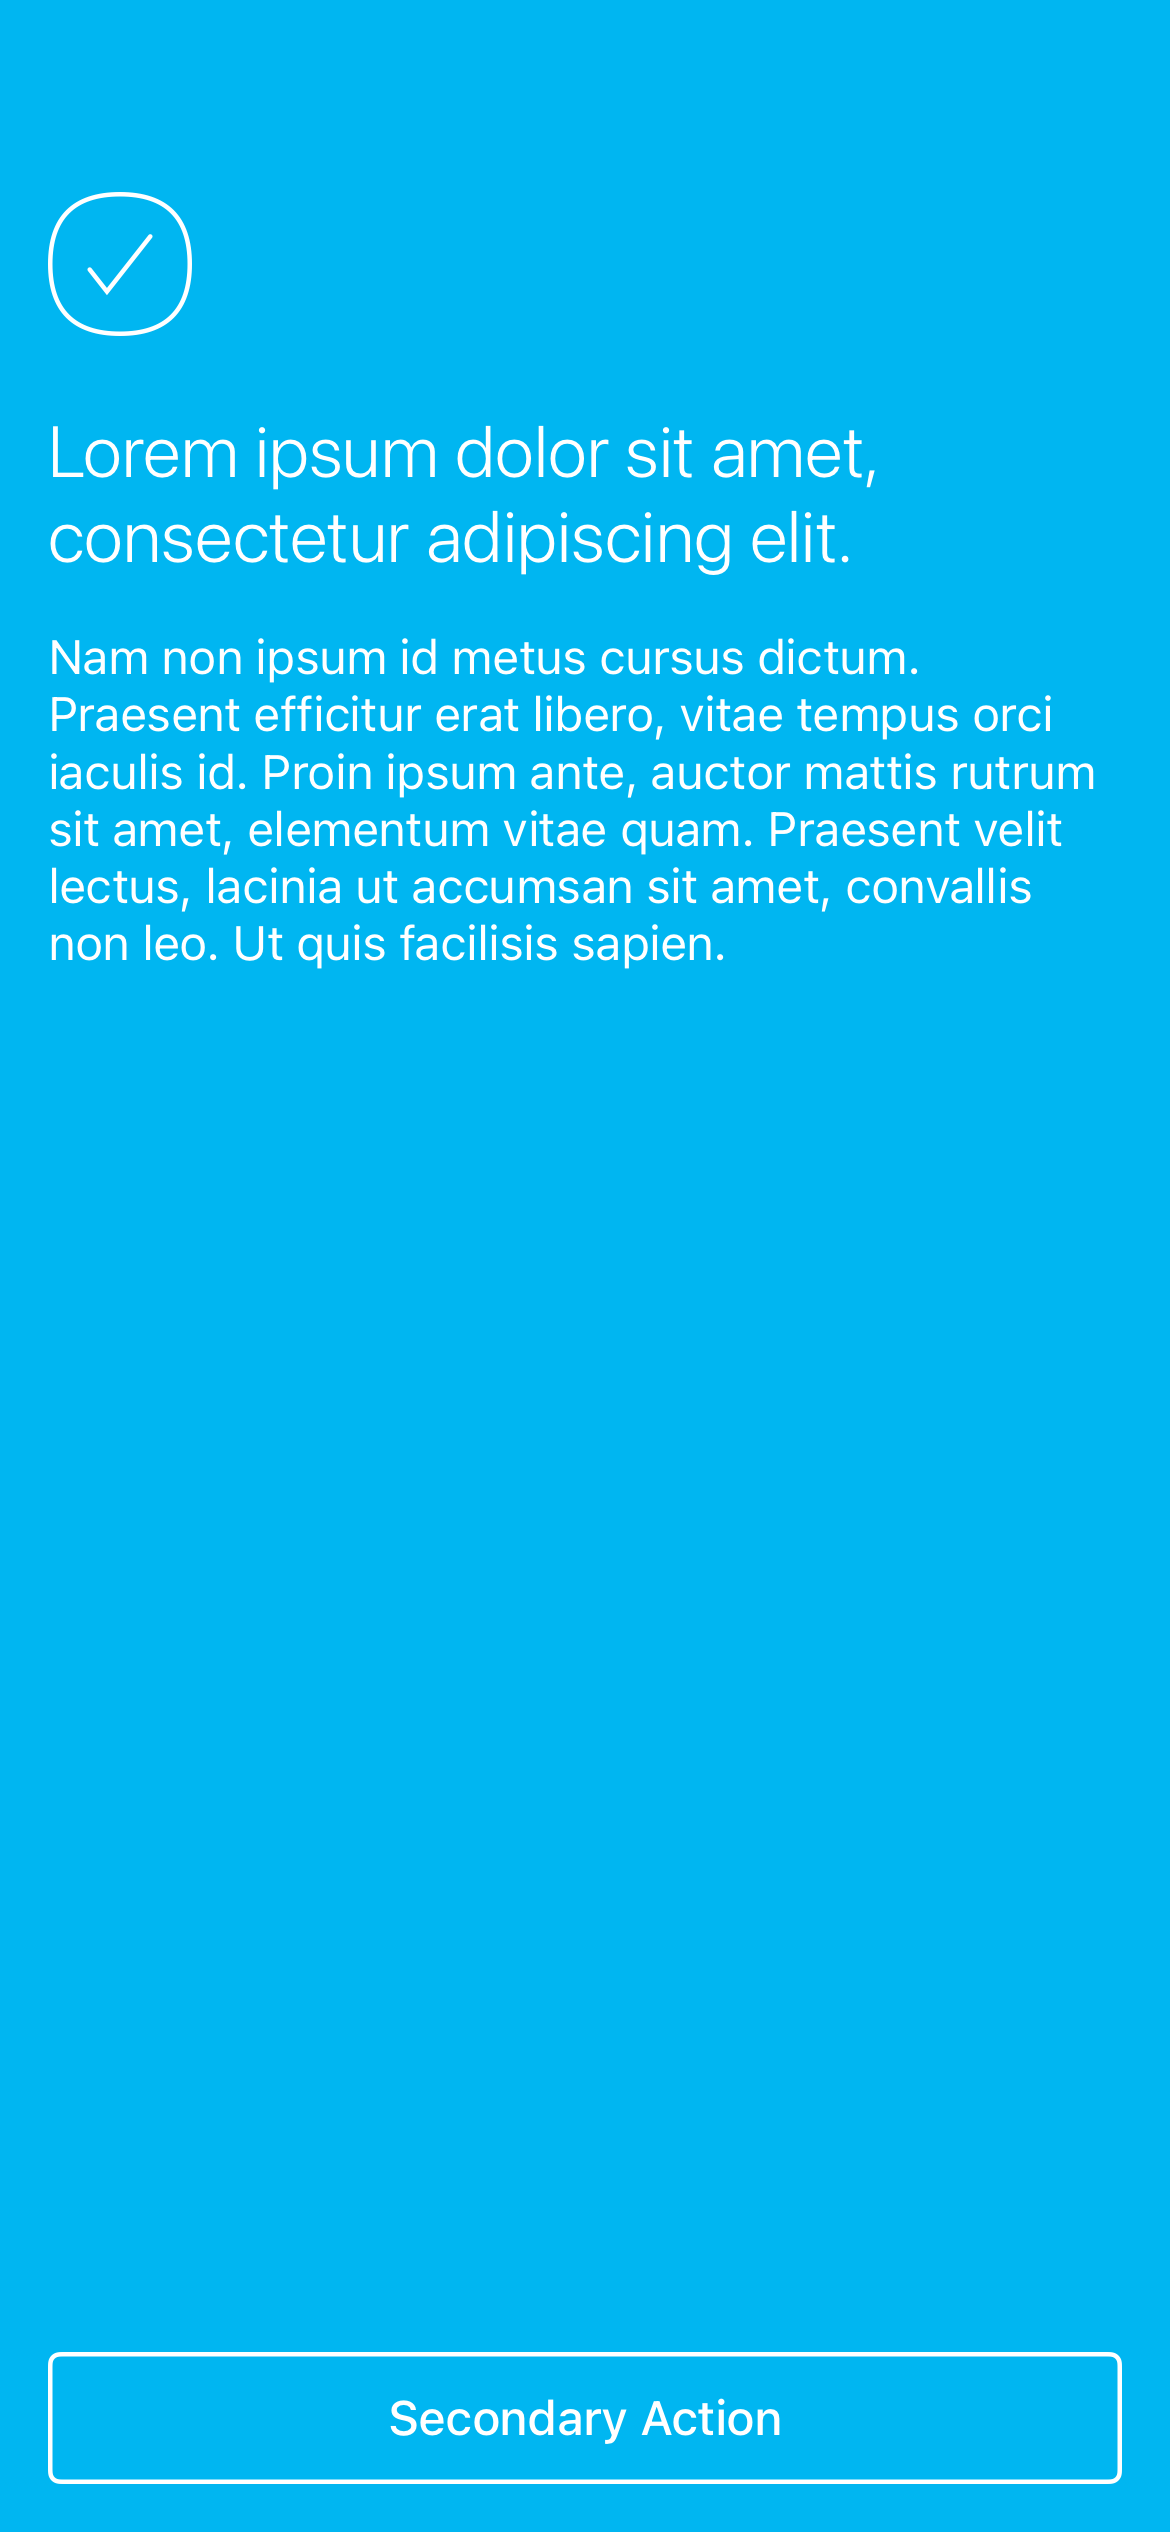 Lorem ipsum dolor sit amet,
consectetur adipiscing elit.
Nam non ipsum id metus cursus dictum.
Praesent efficitur erat libero, vitae tempus orci
iaculis id. Proin ipsum ante, auctor mattis rutrum
sit amet, elementum vitae quam. Praesent velit
lectus, lacinia ut accumsan sit amet, convallis
non leo. Ut quis facilisis sapien.
Secondary Action